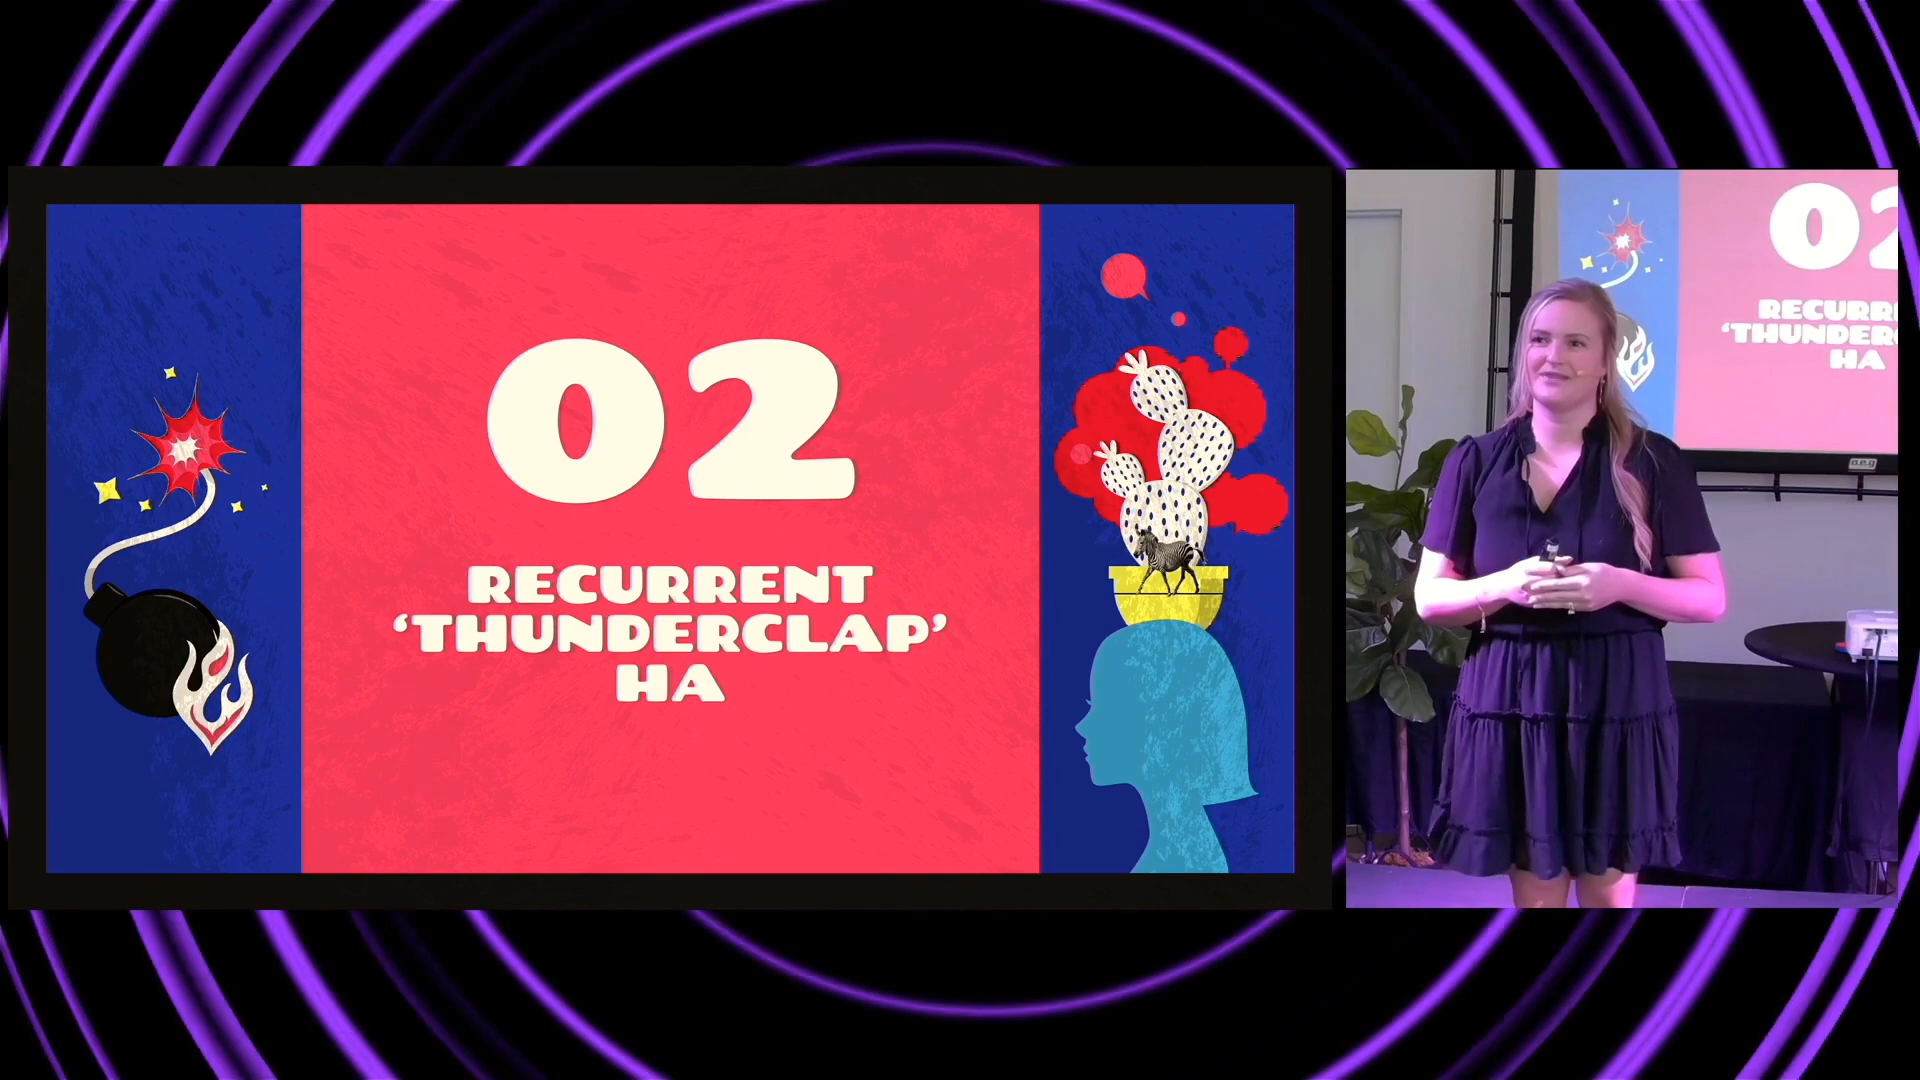 02
RECURRENT
‘THUNDERCLAP’
HA
02
RECURR
‘THUNDER
HA
a.e.g